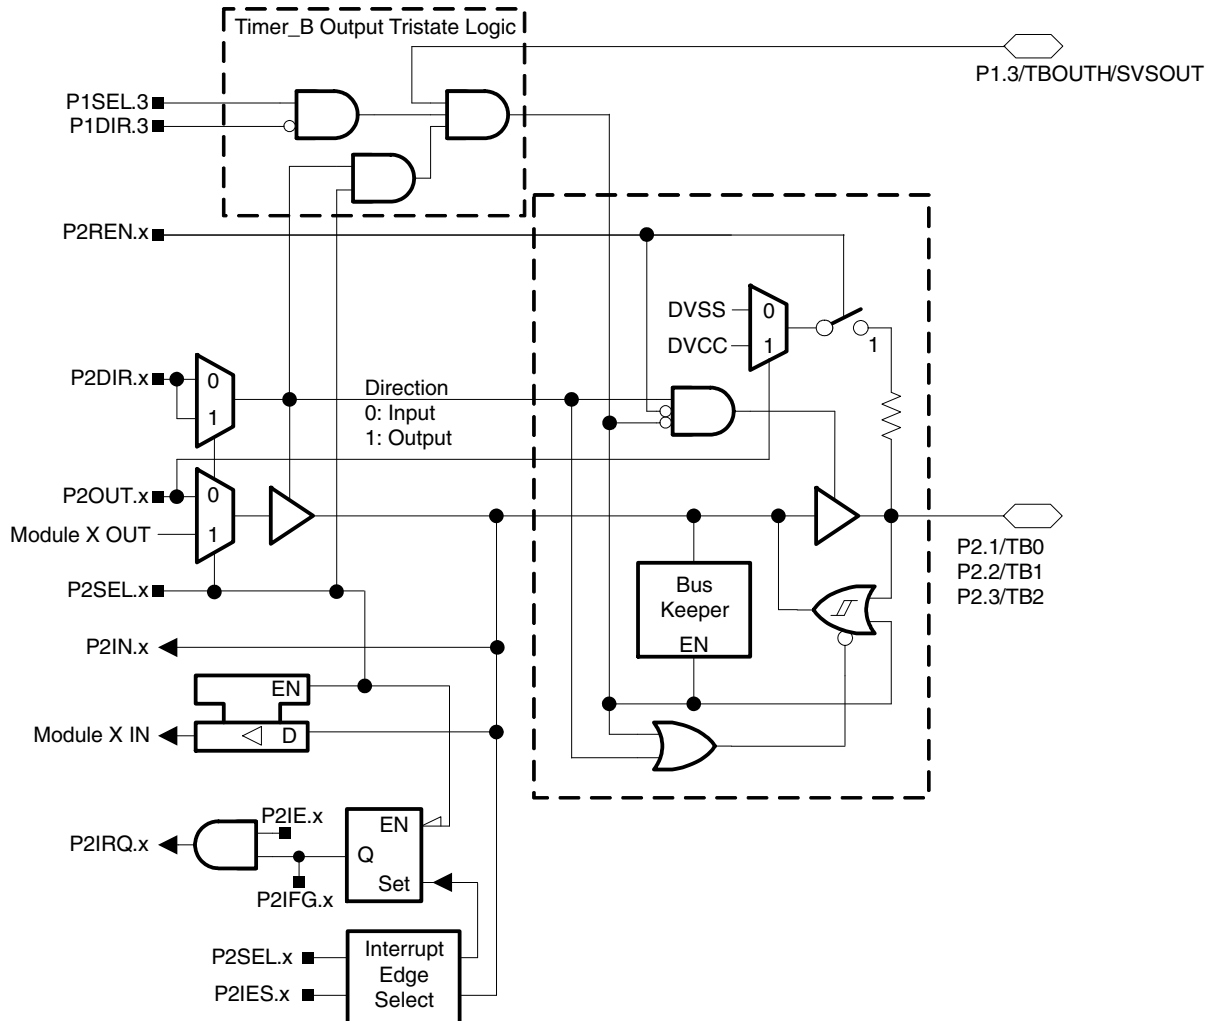 Timer_B Output Tristate Logic
P1.3/TBOUTH/SVSOUT
P1SEL.3
P1DIR.3
P2REN.x
DVSS
0
DVCC
1
1
P2DIR.x
0
1
Direction
0: Input
1: Output
P2OUT.x
0
Module X OUT
1
P2.1/TB0
P2.2/TB1
P2.3/TB2
P2SEL.x
Bus
Keeper
EN
P2IN.x
EN
Module X IN
D
P2IE.x
EN
P2IRQ.x
Q
Set
P2IFG.x
P2SEL.x
P2IES.x
Interrupt
Edge
Select